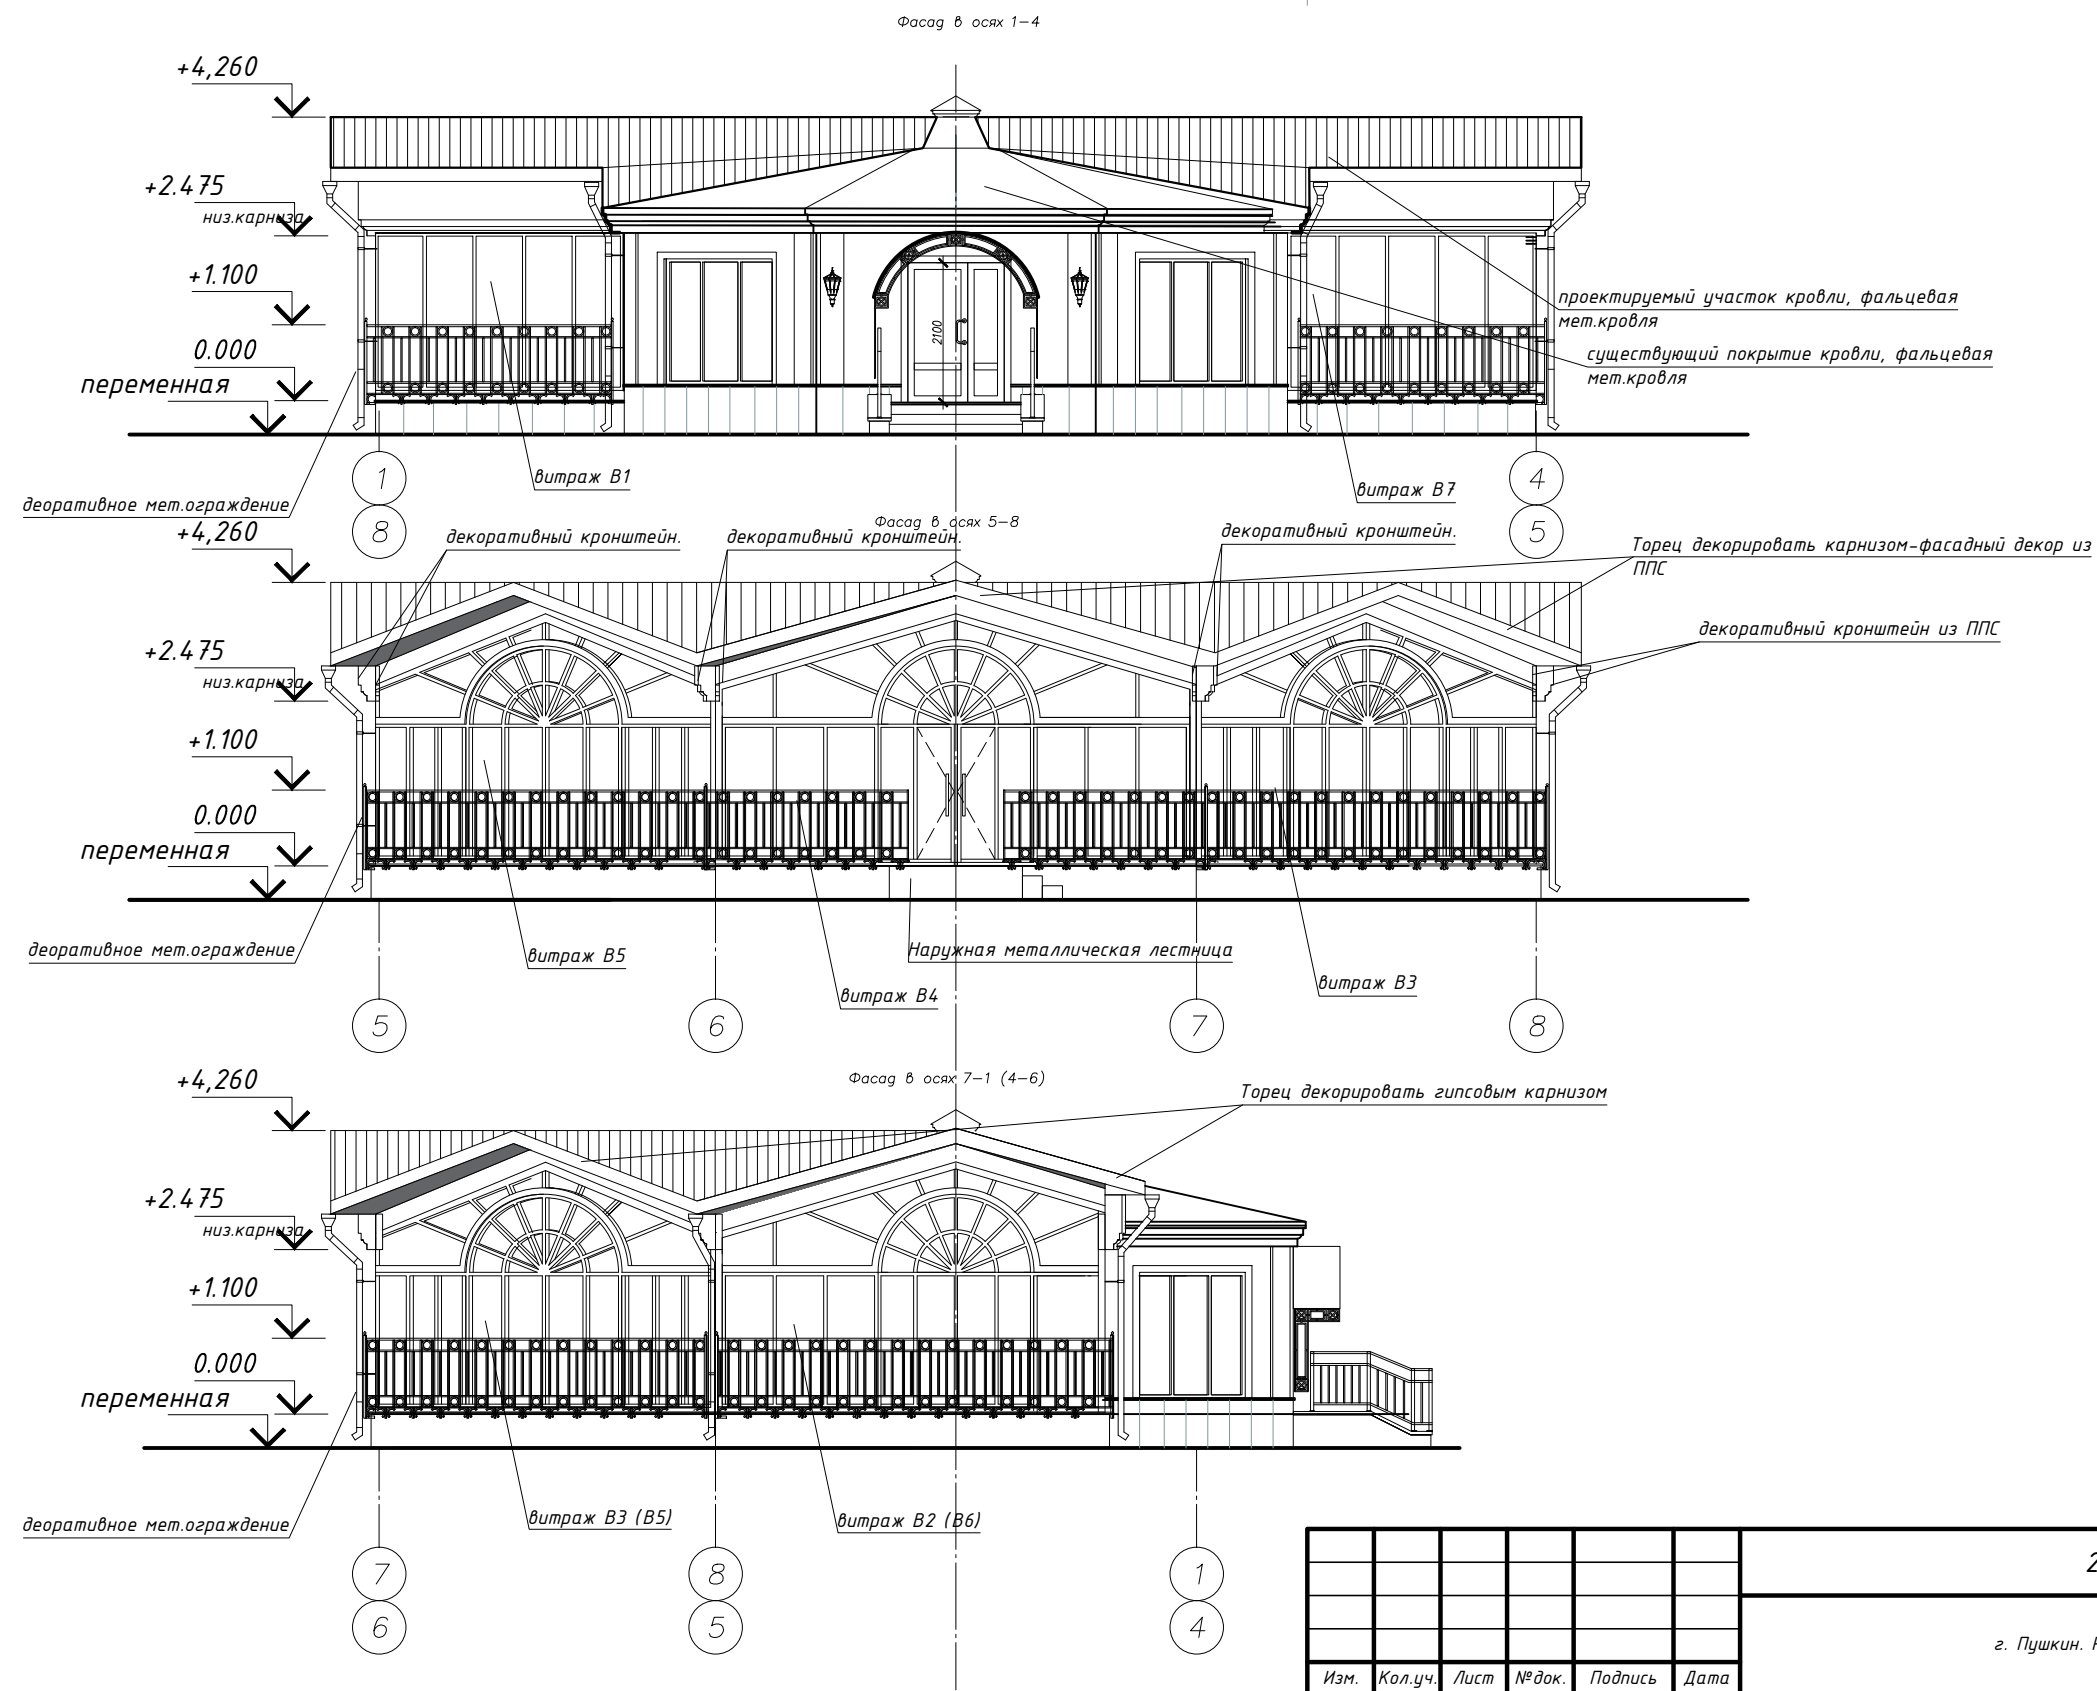 Фасад в осях 1-4
+4,260
+2.475
низ.карниза
+1.100
0.000
переменная
2100
проектируемый участок кровли, фальцевая
мет.кровля
существующий покрытие кровли, фальцевая
мет.кровля
витраж В1
витраж В7
деоративное мет.ограждение
1
8
4
5
Фасад в осях 5-8
+4,260
декоративный кронштейн.
декоративный кронштейн.
декоративный кронштейн.
Торец декорировать карнизом-фасадный декор из
ППС
декоративный кронштейн из ППС
+2.475
низ.карниза
+1.100
0.000
переменная
деоративное мет.ограждение
витраж В5
Наружная металлическая лестница
витраж В4
витраж В3
5
6
7
8
Фасад в осях 7-1 (4-6)
+4,260
Торец декорировать гипсовым карнизом
+2.475
низ.карниза
+1.100
0.000
переменная
деоративное мет.ограждение
витраж В3 (В5)
витраж В2 (В6)
7
6
8
5
1
4
2
г. Пушкин.
Изм. Кол.уч. Лист №док. Подпись Дата